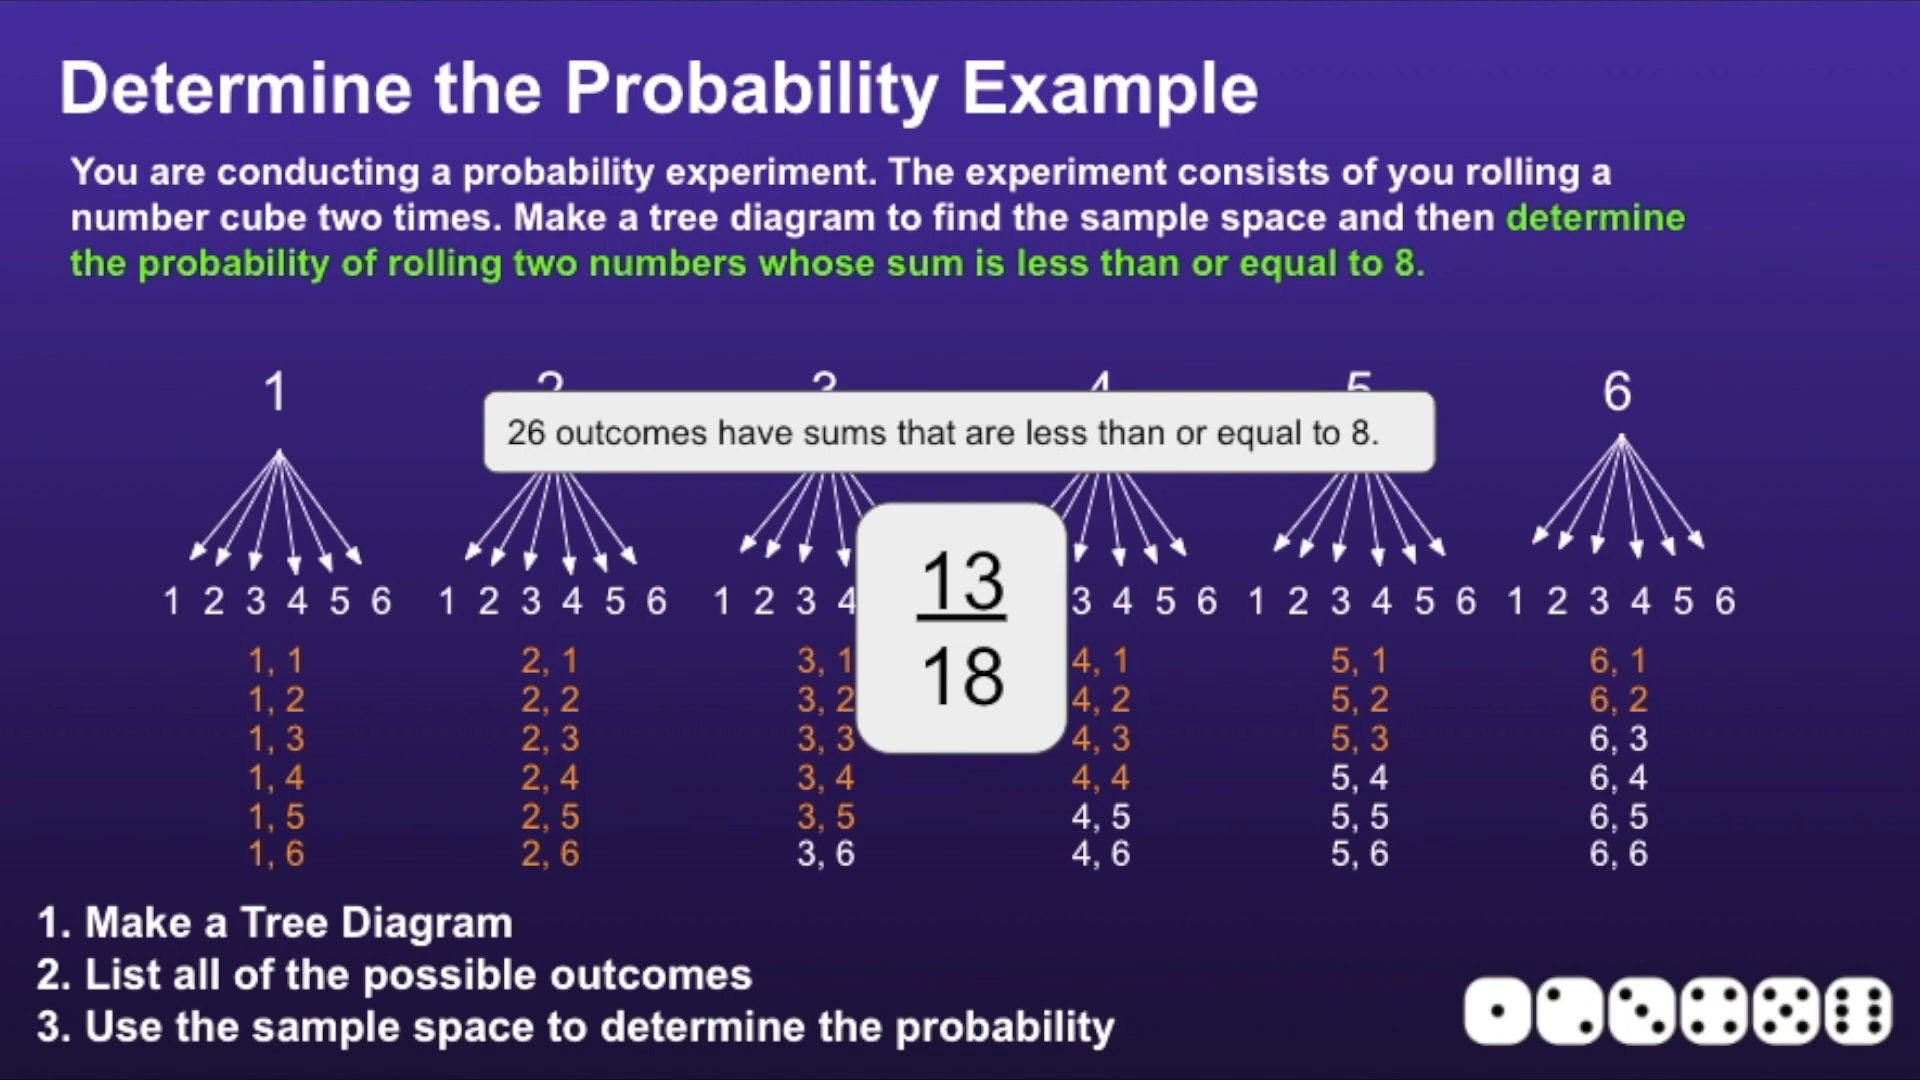 Determine the Probability Example
You are conducting a probability experiment. The experiment consists of you rolling a
number cube two times. Make a tree diagram to find the sample space and then determine
the probability of rolling two numbers whose sum is less than or equal to 8.
1 2 3 4 5 6
26 outcomes have sums that are less than or equal to 8.
1 2 3 4 5 6 1 2 3 4 5 6 1 2 3 4 3 4 5 6 1 2 3 4 5 6 1 2 3 4 5 6
13
18
1, 1 2, 1 3, 1 4, 1 5, 1 6, 1
1, 2 2, 2 3, 2 4, 2 5, 2 6, 2
1, 3 2, 3 3, 3 4, 3 5, 3 6, 3
1, 4 2, 4 3, 4 4, 4 5, 4 6, 4
1, 5 2, 5 3, 5 4, 5 5, 5 6, 5
1, 6 2, 6 3, 6 4, 6 5, 6 6, 6
1. Make a Tree Diagram
2. List all of the possible outcomes
3. Use the sample space to determine the probability